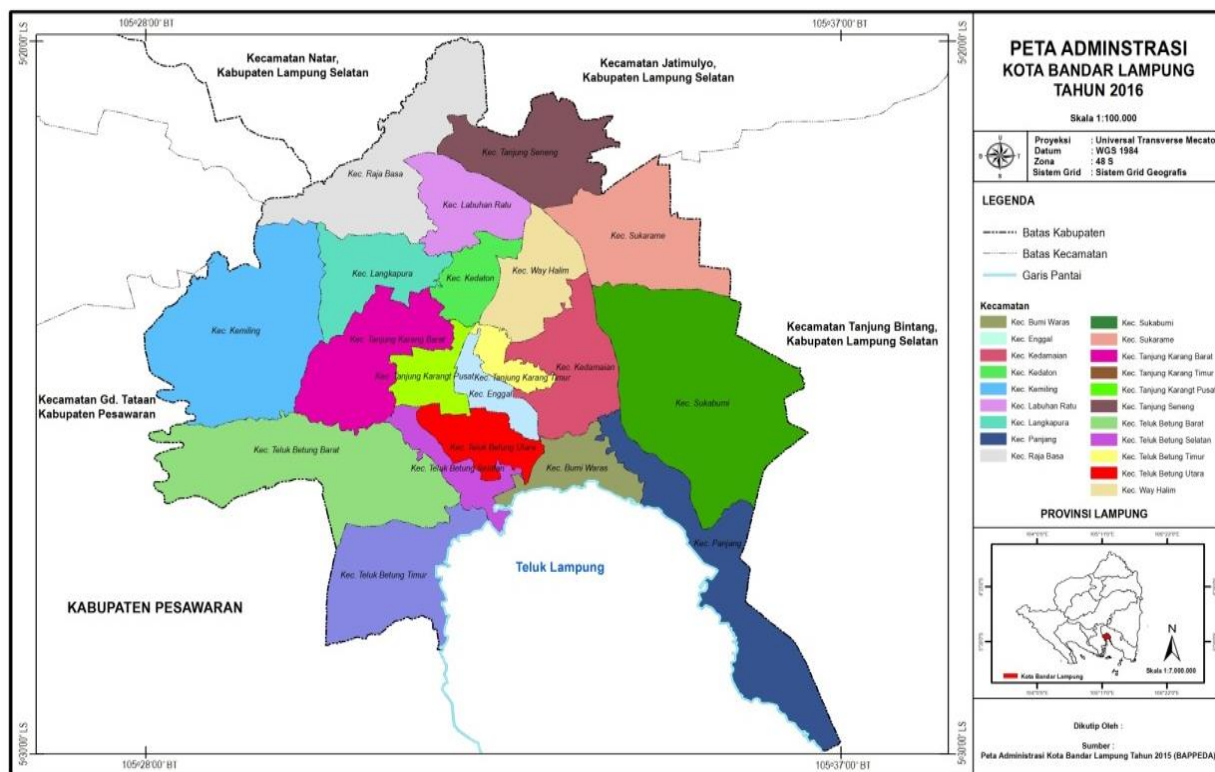 105°28'00" BT
105°37'00" BT
5°20'00" LS
5°20'00" LS
Kecamatan Natar,
Kabupaten Lampung Selatan
Kecamatan Jatimulyo,
Kabupaten Lampung Selatan
Kec. Tanjung Seneng
Kec. Raja Basa
Kec. Labuhan Ratu
Kec. Sukarame
Kec. Langkapura
Kec. Kedaton
Kec. Way Halim
Kec. Kemiling
Kec. Tanjung Karang Barat
Kecamatan Tanjung Bintang,
Kabupaten Lampung Selatan
Kec. Kedamaian
Kec. Tanjung Karangt Pusat
Kec. Tanjung Karang Timur
Kec. Enggal
Kecamatan Gd. Tataan
Kabupaten Pesawaran
Kec. Sukabumi
Kec. Teluk Betung Barat
Kec. Teluk Betung Utara
Kec. Teluk Betung Selatan
Kec. Bumi Waras
Kec. Panjang
Teluk Lampung
Kec. Teluk Betung Timur
KABUPATEN PESAWARAN
5°30'00" LS
5°30'00" LS
105°28'00" BT
105°37'00" BT
PETA ADMINSTRASI
KOTA BANDAR LAMPUNG
TAHUN 2016
Skala 1:100.000
U
B
T
S
Proyeksi : Universal Transverse Mecato
Datum : WGS 1984
Zona : 48 S
Sistem Grid : Sistem Grid Geografis
LEGENDA
Batas Kabupaten
Batas Kecamatan
Garis Pantai
Kecamatan
Kec. Bumi Waras
Kec. Enggal
Kec. Kedamaian
Kec. Kedaton
Kec. Kemiling
Kec. Labuhan Ratu
Kec. Langkapura
Kec. Panjang
Kec. Raja Basa
Kec. Sukabumi
Kec. Sukarame
Kec. Tanjung Karang Barat
Kec. Tanjung Karang Timur
Kec. Tanjung Karangt Pusat
Kec. Tanjung Seneng
Kec. Teluk Betung Barat
Kec. Teluk Betung Selatan
Kec. Teluk Betung Timur
Kec. Teluk Betung Utara
Kec. Way Halim
PROVINSI LAMPUNG
N
Skala 1:7.000.000
Kota Bandar Lampung
Dikutip Oleh :
Sumber :
Peta Administrasi Kota Bandar Lampung Tahun 2015 (BAPPEDA)